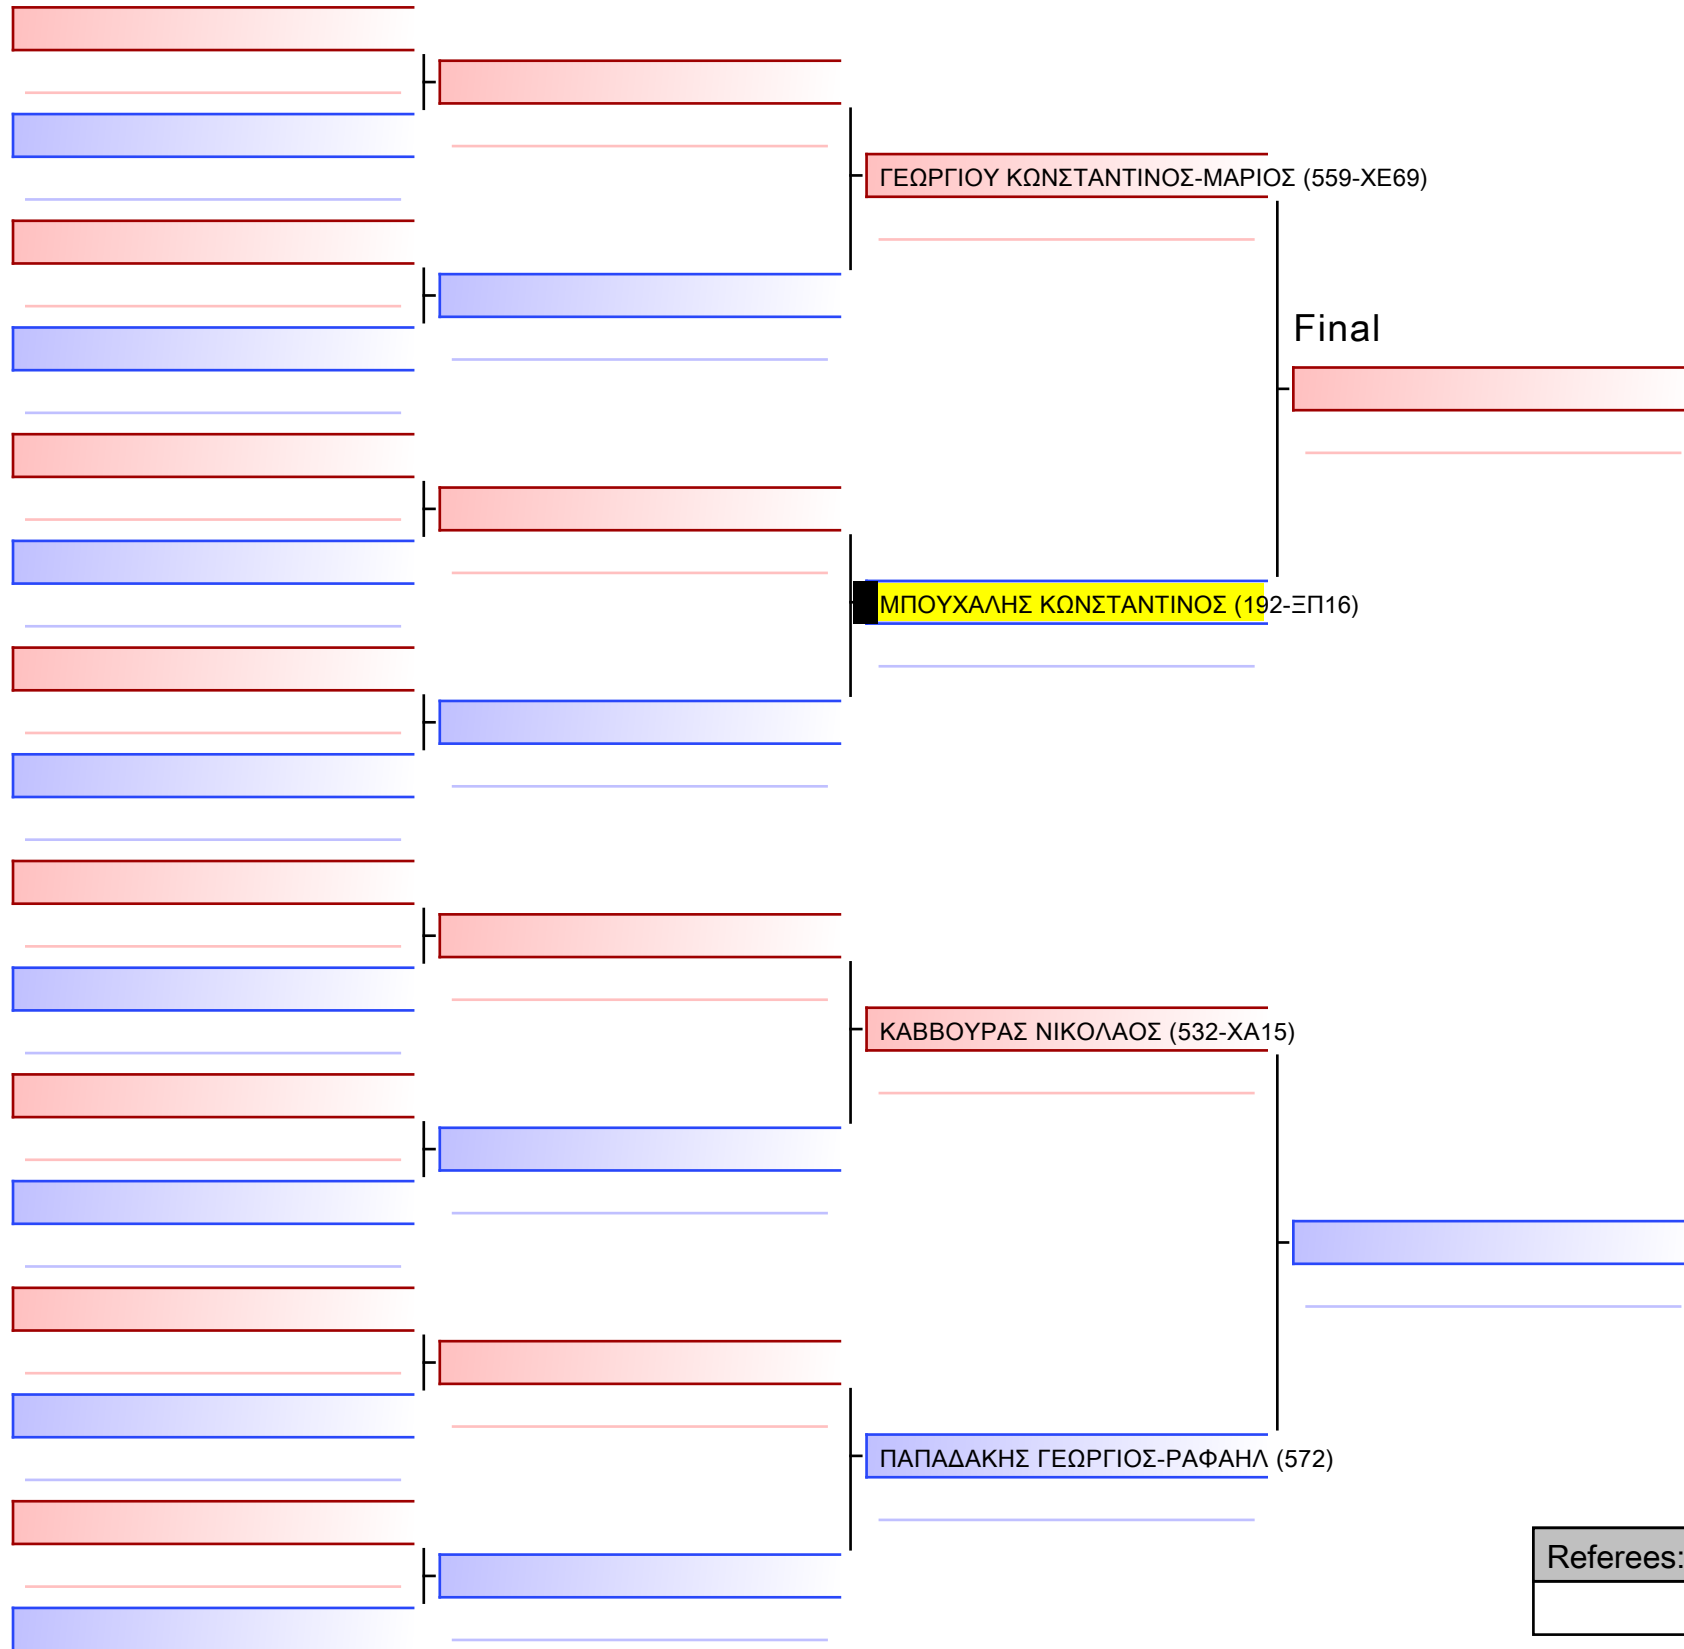 ΓΕΩΡΓΙΟΥ ΚΩΝΣΤΑΝΤΙΝΟΣ-ΜΑΡΙΟΣ (559-ΧΕ69)
Final
ΜΠΟΥΧΑΛΗΣ ΚΩΝΣΤΑΝΤΙΝΟΣ (192-ΞΠ16)
ΚΑΒΒΟΥΡΑΣ ΝΙΚΟΛΑΟΣ (532-ΧΑ15)
ΠΑΠΑΔΑΚΗΣ ΓΕΩΡΓΙΟΣ-ΡΑΦΑΗΛ (572)
Referees: